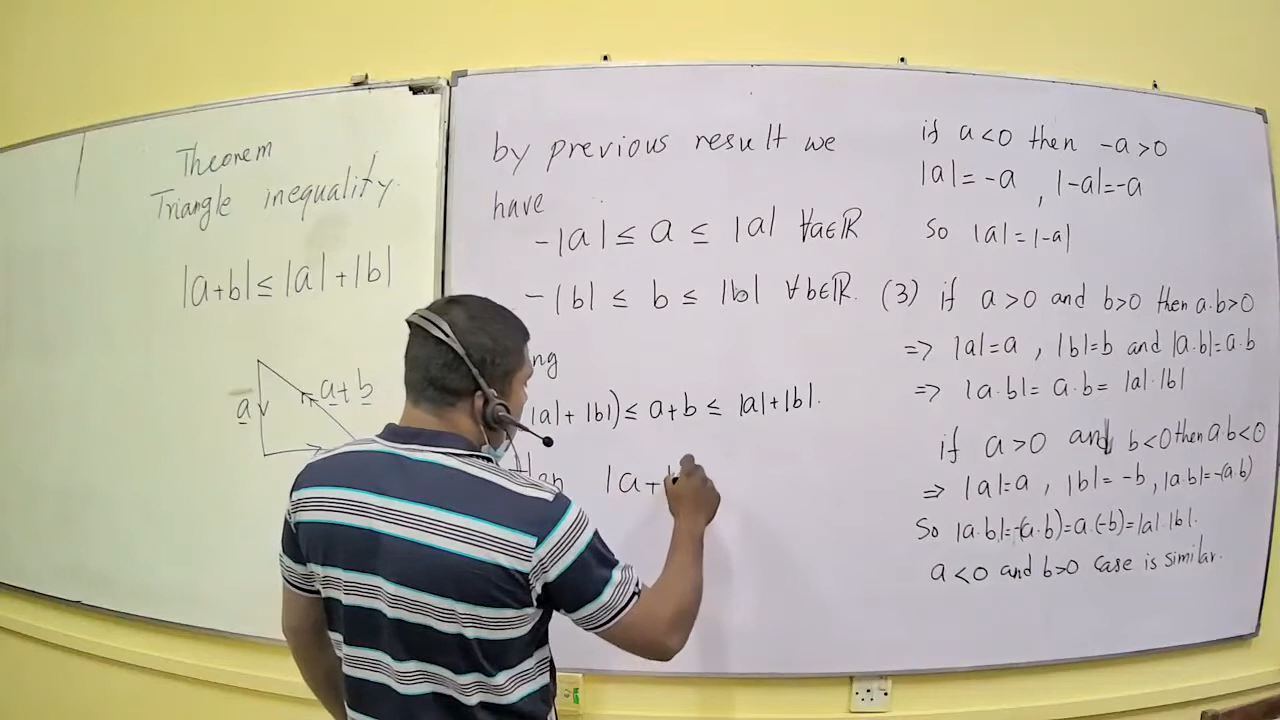 Theorem
Triangle inequality.
|a+b| ≤ |a| + |b|
a
a + b
by previous result we
have
-|a| ≤ a ≤ |a| ∀a∈ℝ
-|b| ≤ b ≤ |b| ∀b∈ℝ.
|a| + |b|) ≤ a+b ≤ |a|+|b|.
|a+
if a<0 then -a>0
|a| = -a , |-a|=-a
So |a| = |-a|
(3) if a>0 and b>0 then a.b>0
=> |a|=a , |b|=b and |a.b|=a.b
=> |a.b|= a.b= |a|.|b|
if a>0 and b<0 then ab<0
=> |a|=a , |b|= -b, |a.b|=-(a.b)
So |a.b|=-(a.b)=a.(-b)=|a|.|b|.
a<0 and b>0 case is similar.